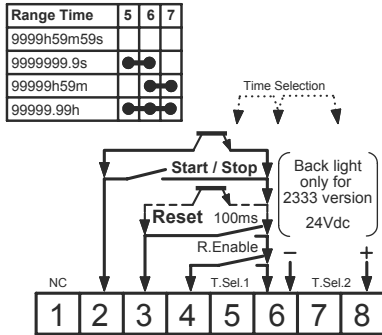 Range Time 5 6 7
9999h59m59s
9999999.9s
99999h59m
99999.99h
Time Selection
Start / Stop
Back light
only for
2333 version
24Vdc
Reset 100ms
R.Enable
− +
NC T.Sel.1 T.Sel.2
1 2 3 4 5 6 7 8